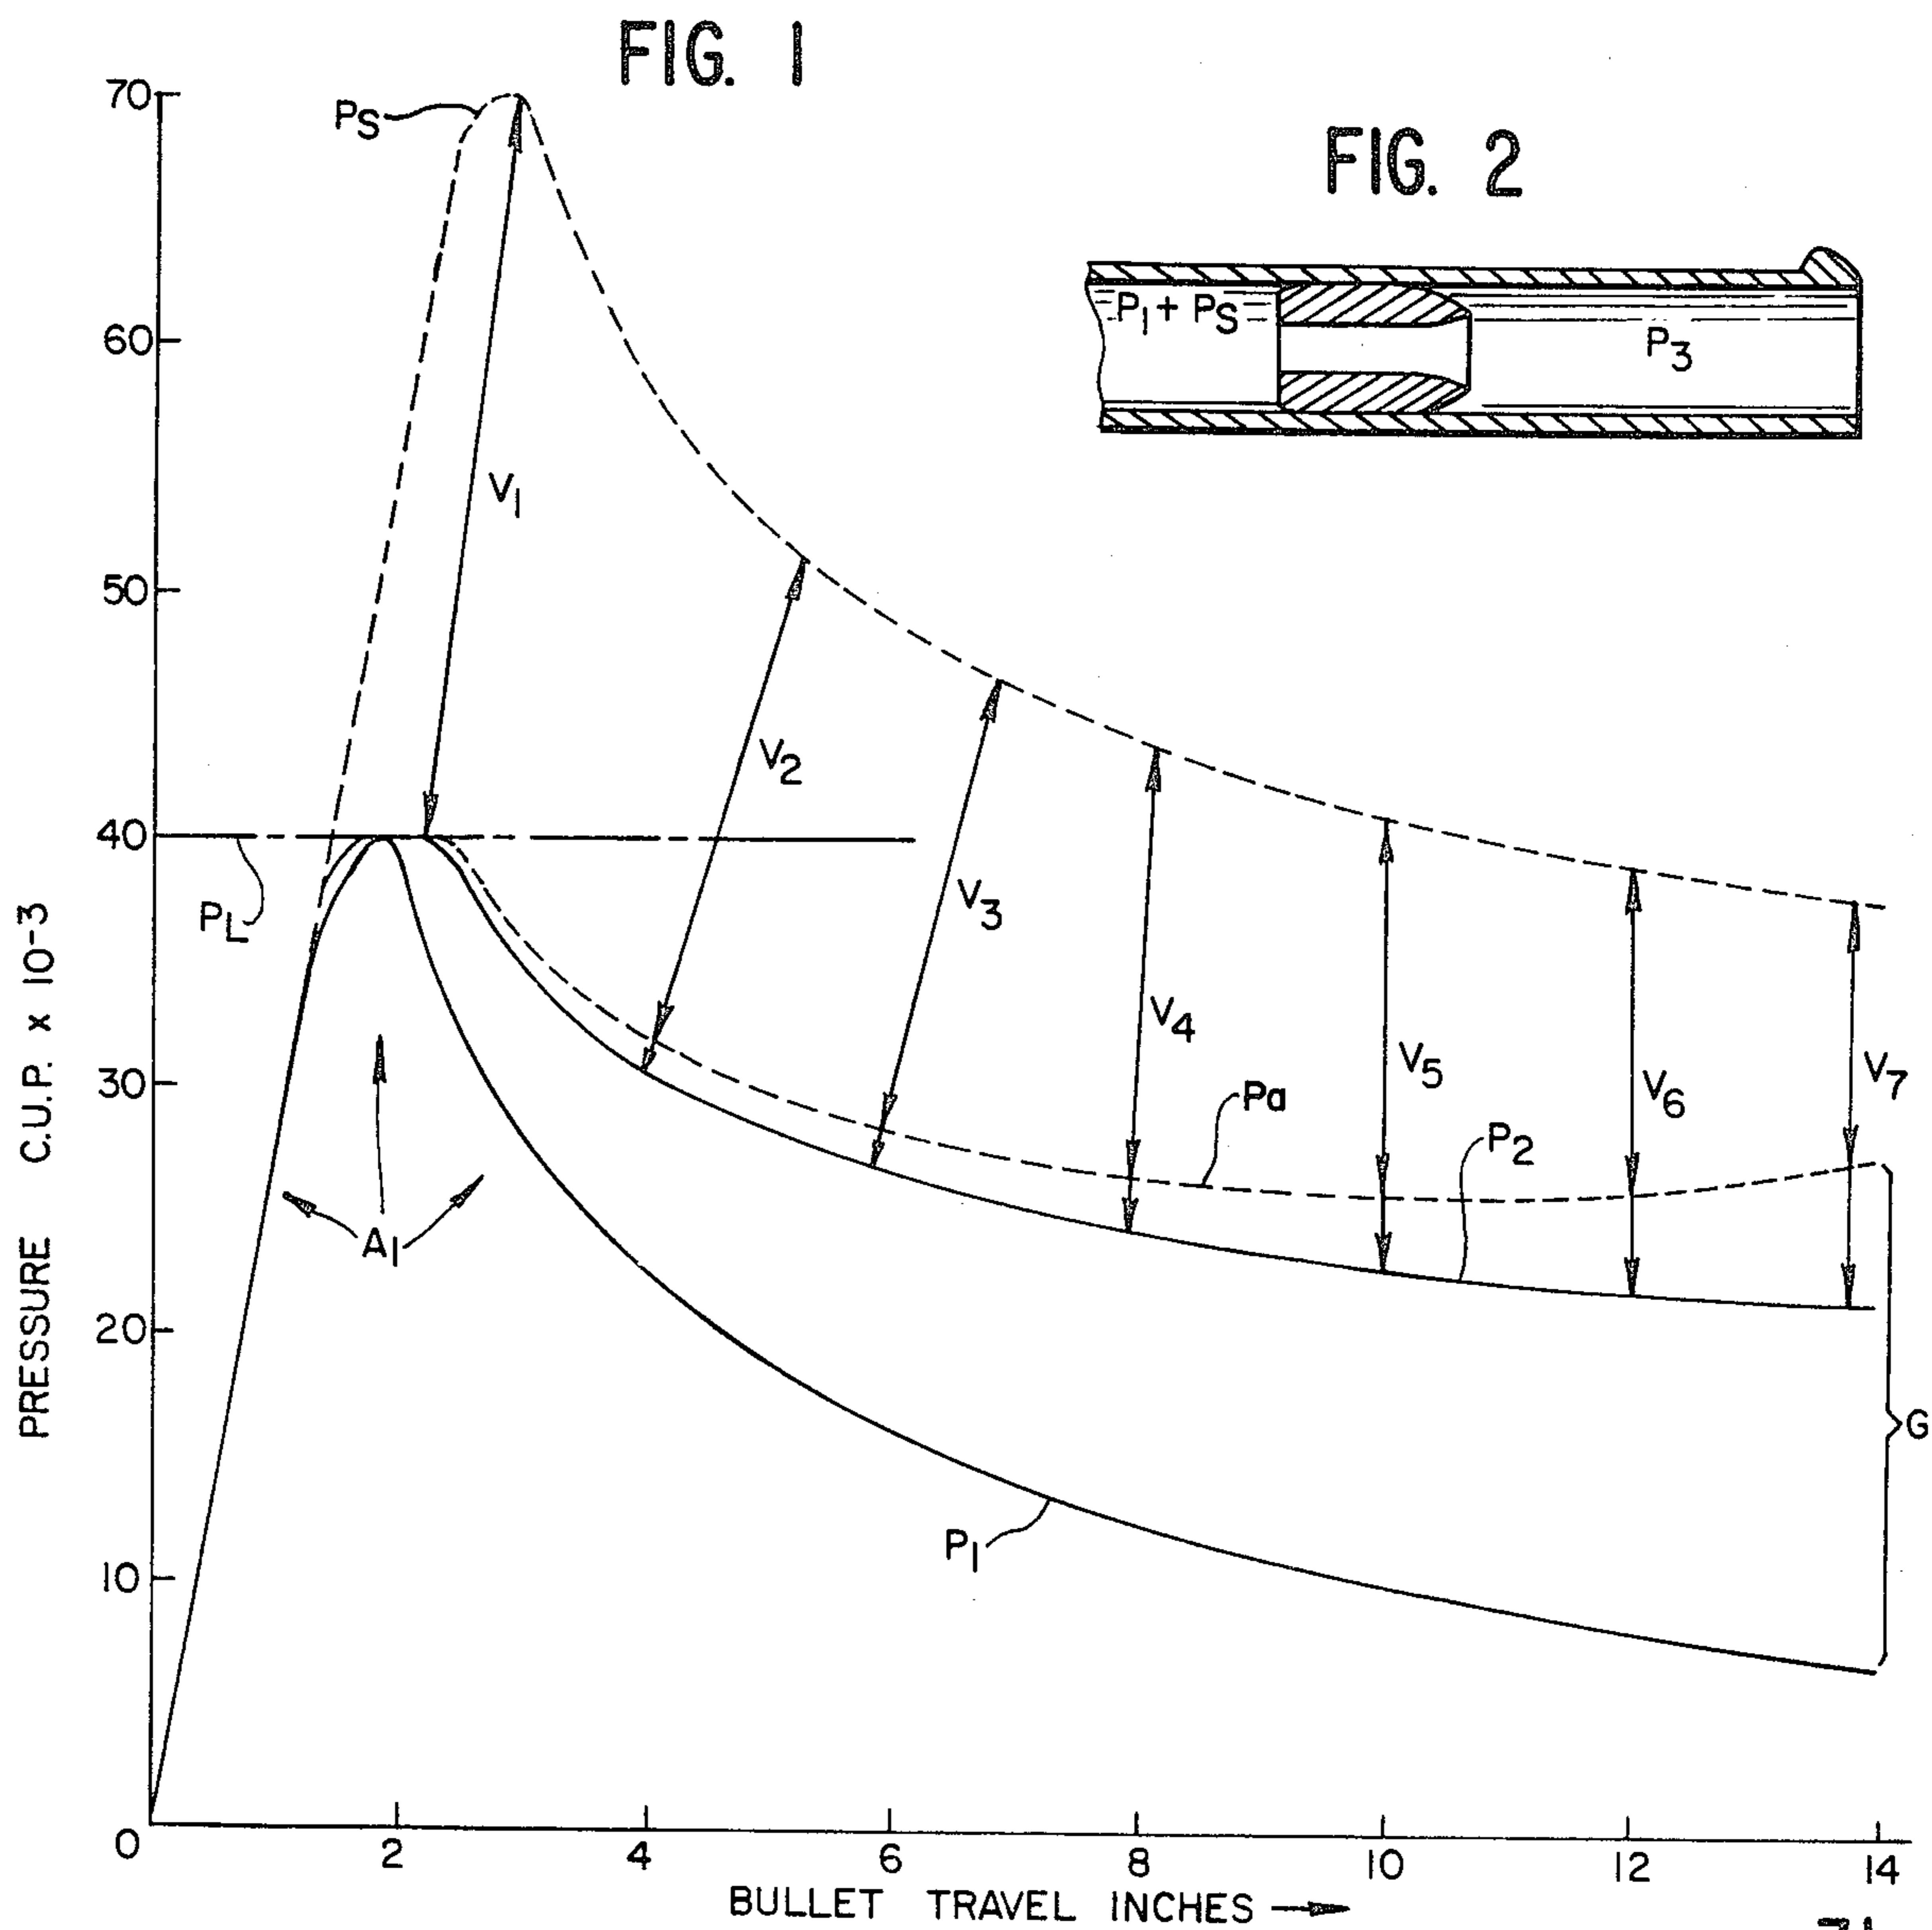 FIG. 1
FIG. 2
70
60
50
40
30
20
10
0
2
4
6
8
10
12
14
PRESSURE C.U.P. x 10-3
BULLET TRAVEL INCHES
PS
V1
V2
V3
V4
V5
V6
V7
PL
A1
Pa
P2
P1
G
P1 + PS
P3